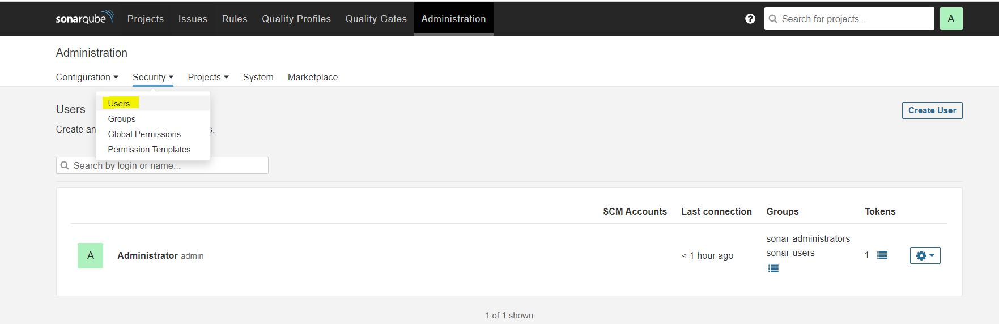 sonarqube Projects Issues Rules Quality Profiles Quality Gates Administration ? Search for projects... A
Administration
Configuration Security Projects System Marketplace
Users
Groups
Global Permissions
Permission Templates
Users
Create User
Create an s.
Search by login or name...
SCM Accounts Last connection Groups Tokens
A Administrator admin < 1 hour ago sonar-administrators
sonar-users
1
1 of 1 shown